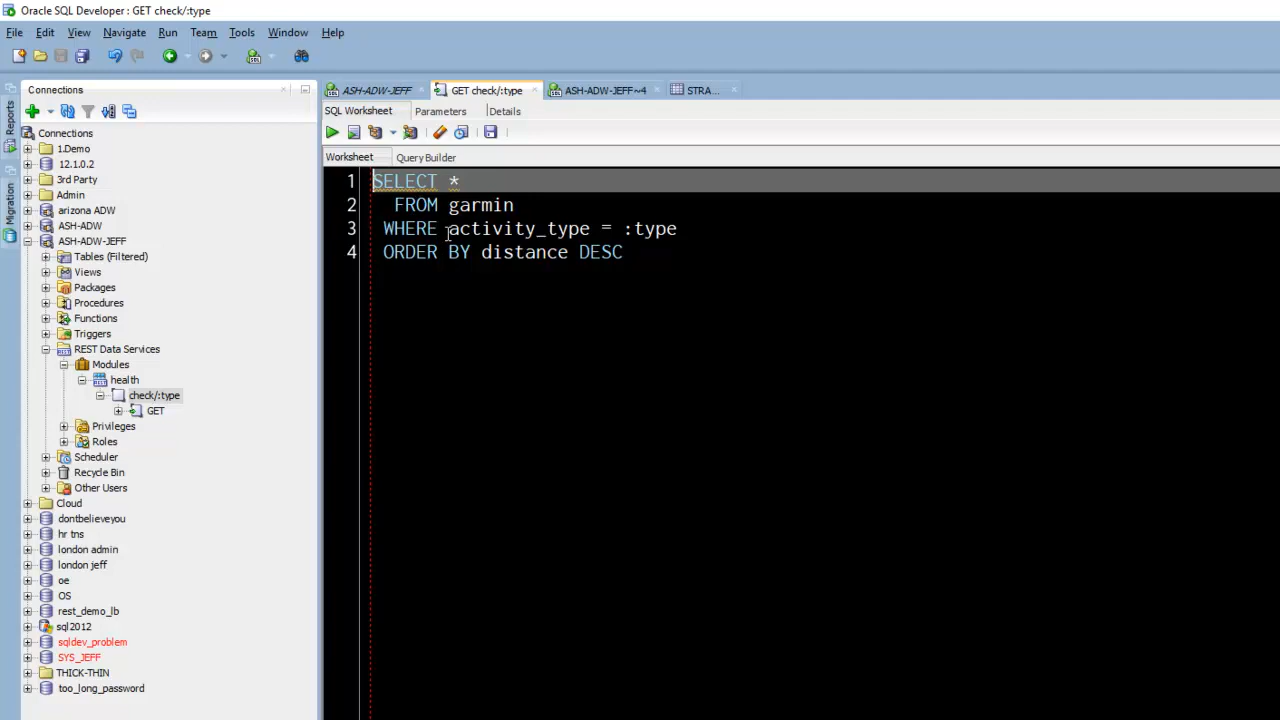 Oracle SQL Developer : GET check/:type
File Edit View Navigate Run Team Tools Window Help
Connections
Reports
Migration
Connections
1.Demo
12.1.0.2
3rd Party
Admin
arizona ADW
ASH-ADW
ASH-ADW-JEFF
Tables (Filtered)
Views
Packages
Procedures
Functions
Triggers
REST Data Services
Modules
health
check/:type
GET
Privileges
Roles
Scheduler
Recycle Bin
Other Users
Cloud
dontbelieveyou
hr tns
london admin
london jeff
oe
OS
rest_demo_lb
sql2012
sqldev_problem
SYS_JEFF
THICK-THIN
too_long_password
ASH-ADW-JEFF GET check/:type ASH-ADW-JEFF~4 STRA...
SQL Worksheet Parameters Details
Worksheet Query Builder
1 SELECT *
2 FROM garmin
3 WHERE activity_type = :type
4 ORDER BY distance DESC